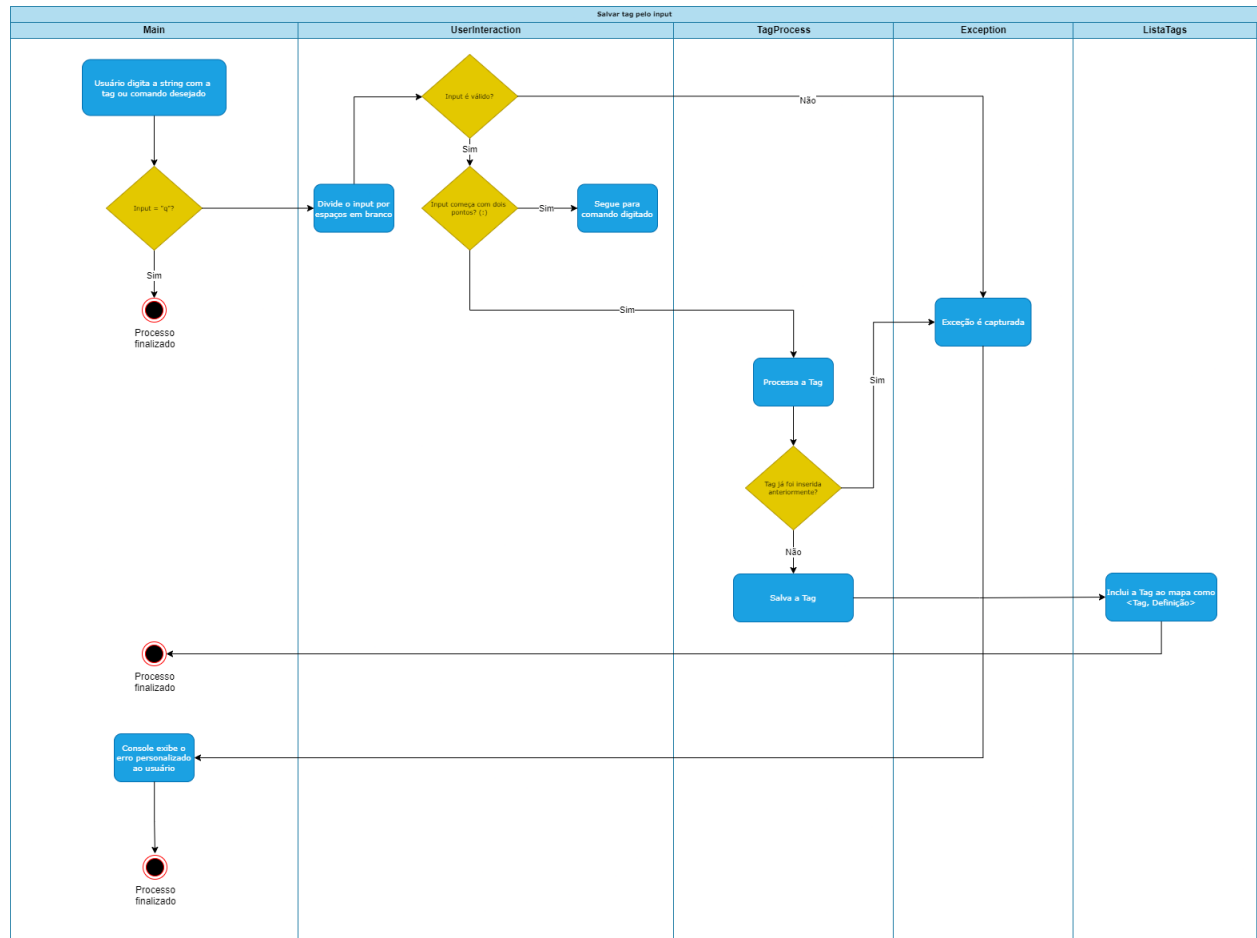 Salvar tag pelo input
Main
UserInteraction
TagProcess
Exception
ListaTags
Usuário digita a string com a
tag ou comando desejado
Input é válido?
Não
Sim
Input = "q"?
Divide o input por
espaços em branco
Input começa com dois
pontos? (:)
Sim
Segue para
comando digitado
Sim
Processo
finalizado
Sim
Exceção é capturada
Processa a Tag
Sim
Tag já foi inserida
anteriormente?
Não
Salva a Tag
Inclui a Tag ao mapa como
<Tag, Definição>
Processo
finalizado
Console exibe o
erro personalizado
ao usuário
Processo
finalizado